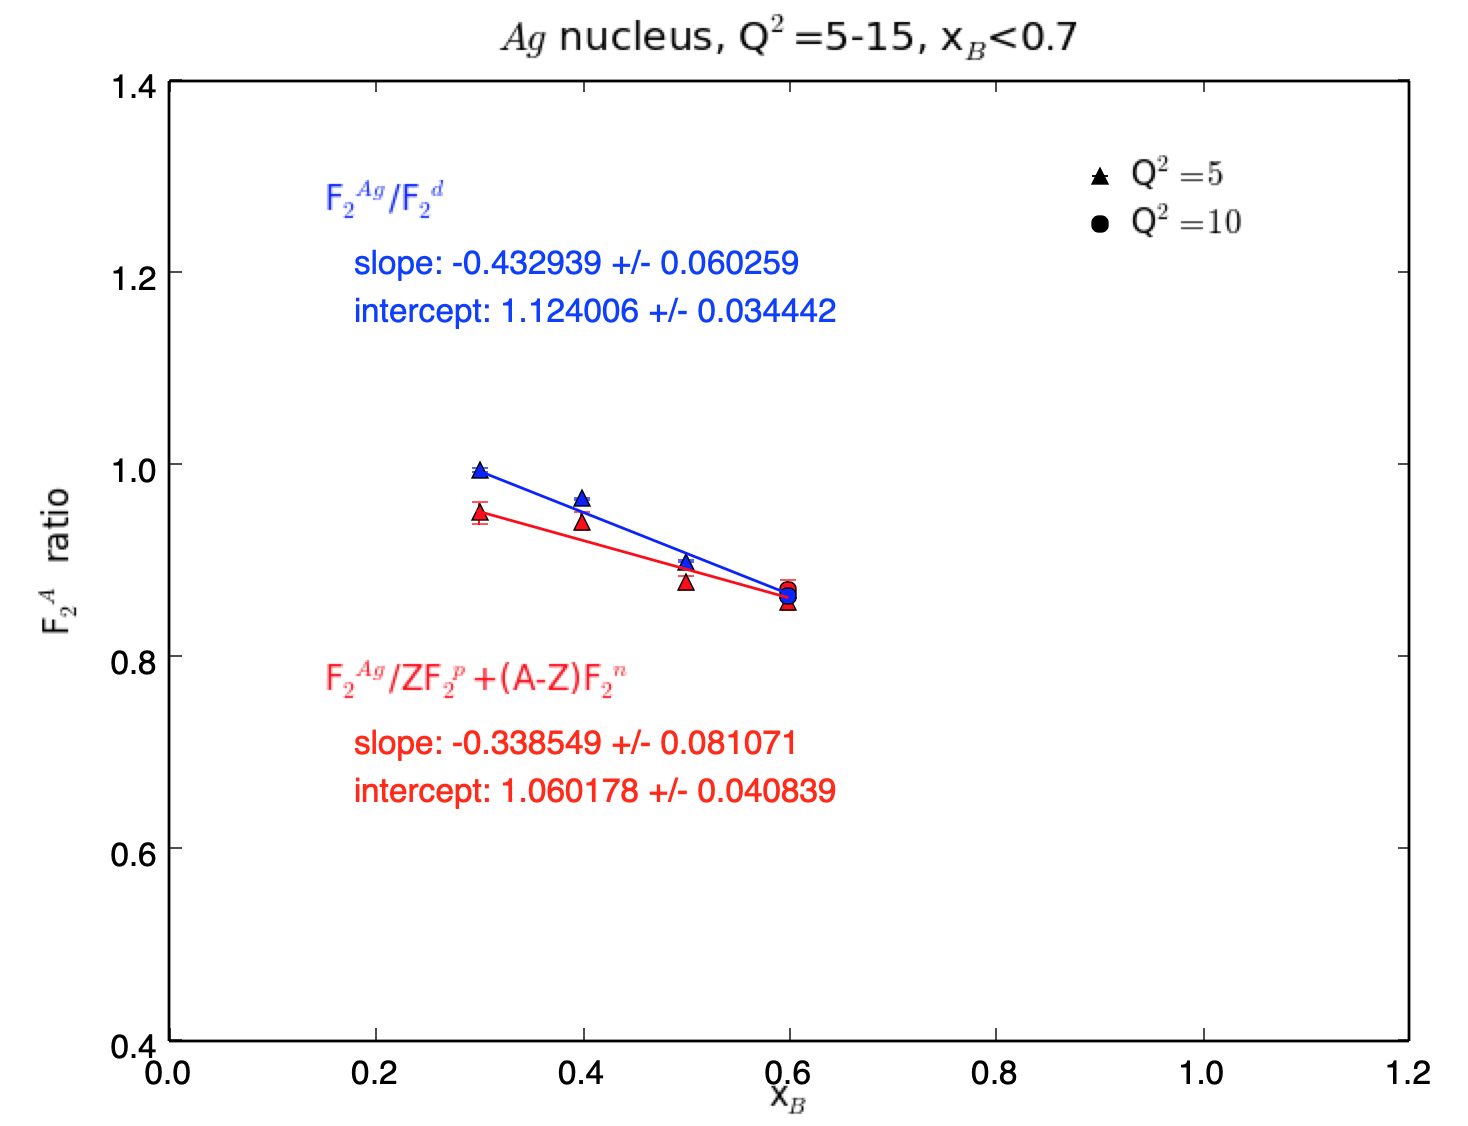 Ag nucleus, Q² =5-15, x_B<0.7
1.4
1.2
1.0
0.8
0.6
0.4
F₂^A ratio
F₂^Ag/F₂^d
slope: -0.432939 +/- 0.060259
intercept: 1.124006 +/- 0.034442
Q² =5
Q² =10
F₂^Ag/ZF₂^p+(A-Z)F₂^n
slope: -0.338549 +/- 0.081071
intercept: 1.060178 +/- 0.040839
0.0 0.2 0.4 0.6 0.8 1.0 1.2
x_B